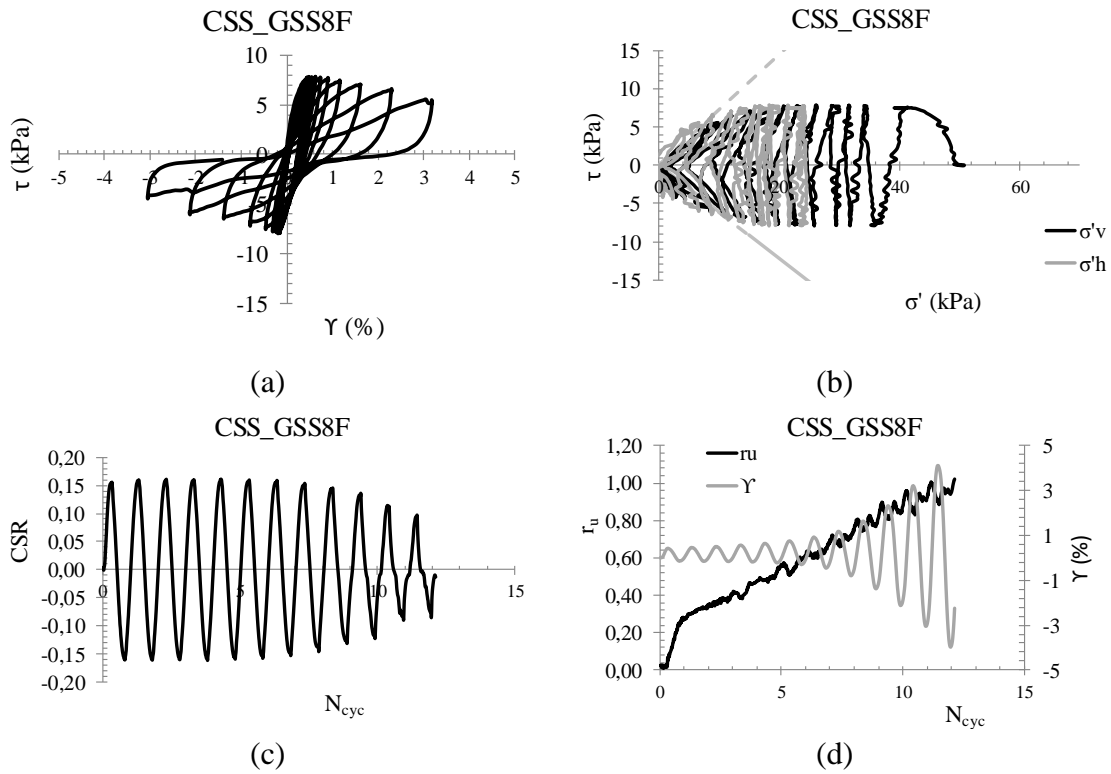 CSS_GSS8F
τ (kPa)
10
5
0
-5
-10
-15
-5 -4 -3 -2 -1 0 1 2 3 4 5
ϒ (%)
(a)
CSS_GSS8F
τ (kPa)
15
10
5
0
-5
-10
-15
0 20 40 60
σ'v
σ'h
σ' (kPa)
(b)
CSS_GSS8F
CSR
0,20
0,15
0,10
0,05
0,00
-0,05
-0,10
-0,15
-0,20
0 5 10 15
Ncyc
(c)
CSS_GSS8F
ru
ϒ
ru
1,20
1,00
0,80
0,60
0,40
0,20
0,00
5
3
1
-1
-3
-5
ϒ (%)
0 5 10 15
Ncyc
(d)